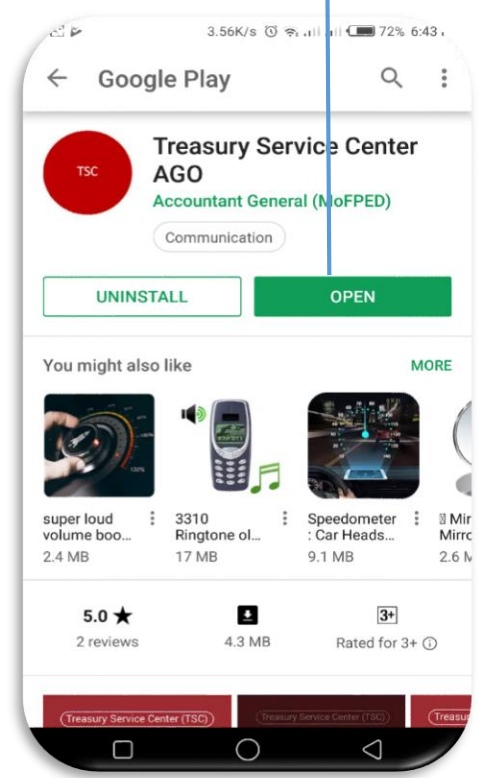 3.56K/s 72% 6:43
Google Play
TSC
Treasury Service Center
AGO
Accountant General (MoFPED)
Communication
UNINSTALL OPEN
You might also like MORE
super loud
volume boo...
2.4 MB
3310
Ringtone ol...
17 MB
Speedometer
: Car Heads...
9.1 MB
Mir
Mirro
2.6 M
5.0 ★
2 reviews
4.3 MB
3+
Rated for 3+
(Treasury Service Center (TSC))
(Treasury Service Center (TSC))
(Treasur